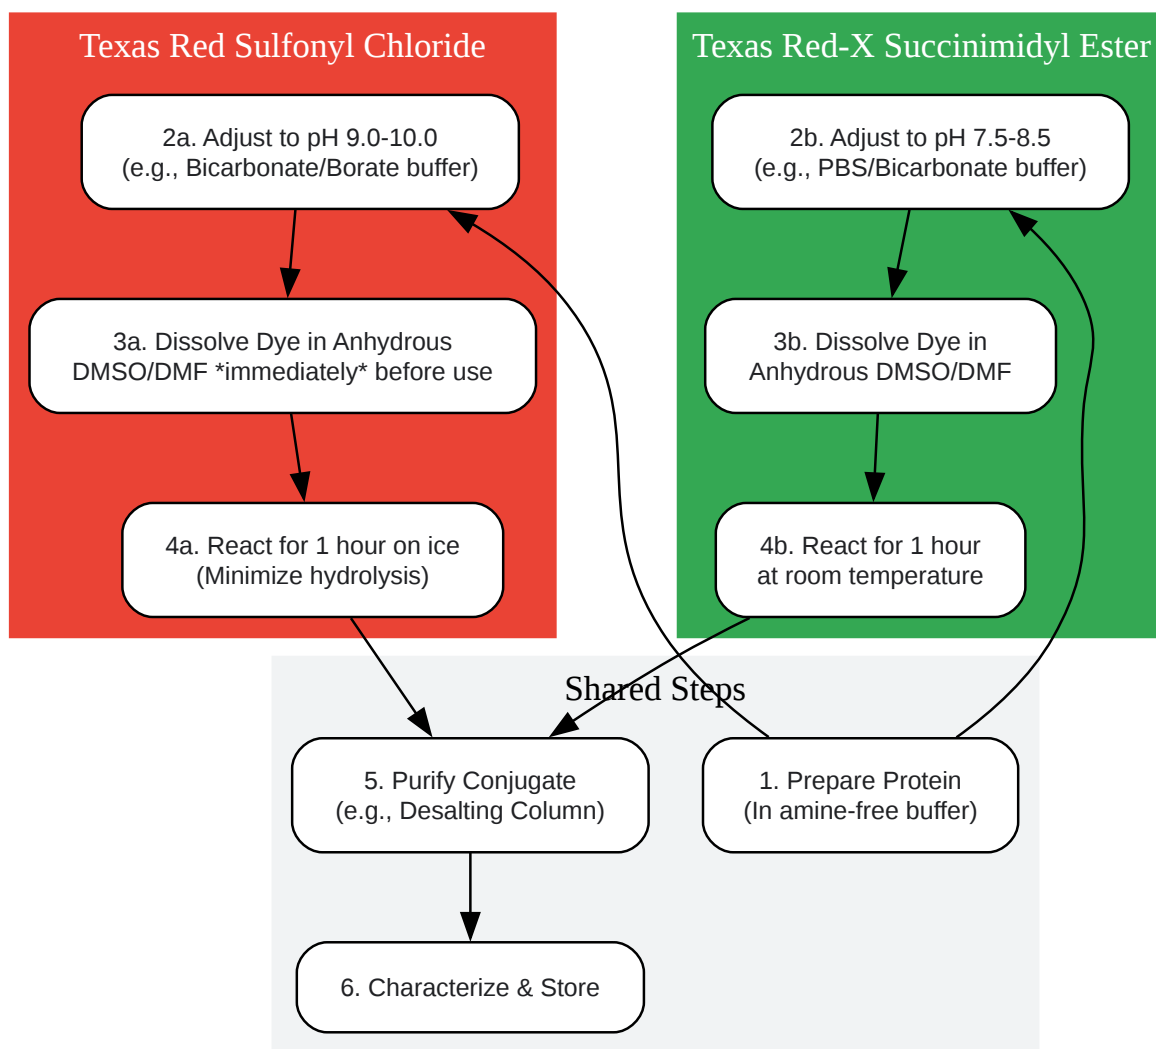 Texas Red Sulfonyl Chloride
2a. Adjust to pH 9.0-10.0
(e.g., Bicarbonate/Borate buffer)
3a. Dissolve Dye in Anhydrous
DMSO/DMF *immediately* before use
4a. React for 1 hour on ice
(Minimize hydrolysis)
Texas Red-X Succinimidyl Ester
2b. Adjust to pH 7.5-8.5
(e.g., PBS/Bicarbonate buffer)
3b. Dissolve Dye in
Anhydrous DMSO/DMF
4b. React for 1 hour
at room temperature
Shared Steps
5. Purify Conjugate
(e.g., Desalting Column)
1. Prepare Protein
(In amine-free buffer)
6. Characterize & Store